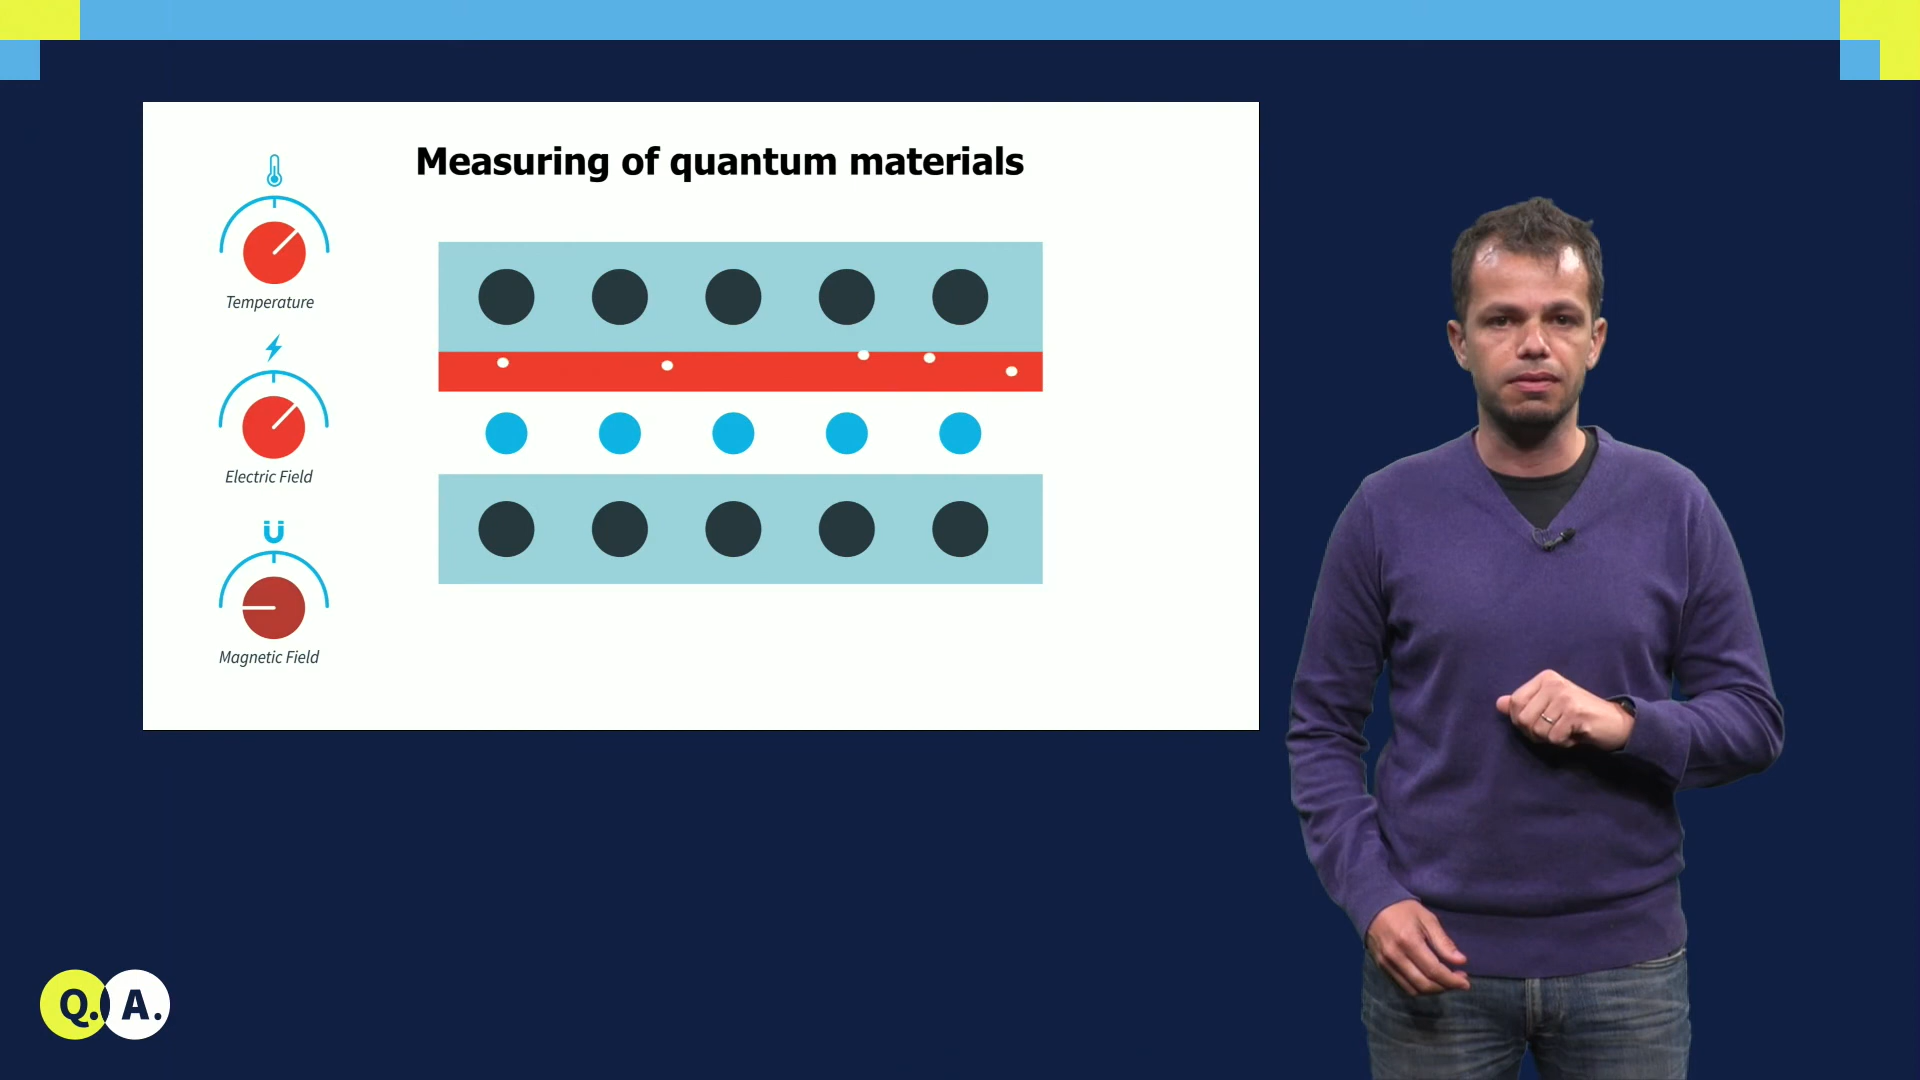 Measuring of quantum materials
Temperature
Electric Field
Magnetic Field
Q. A.